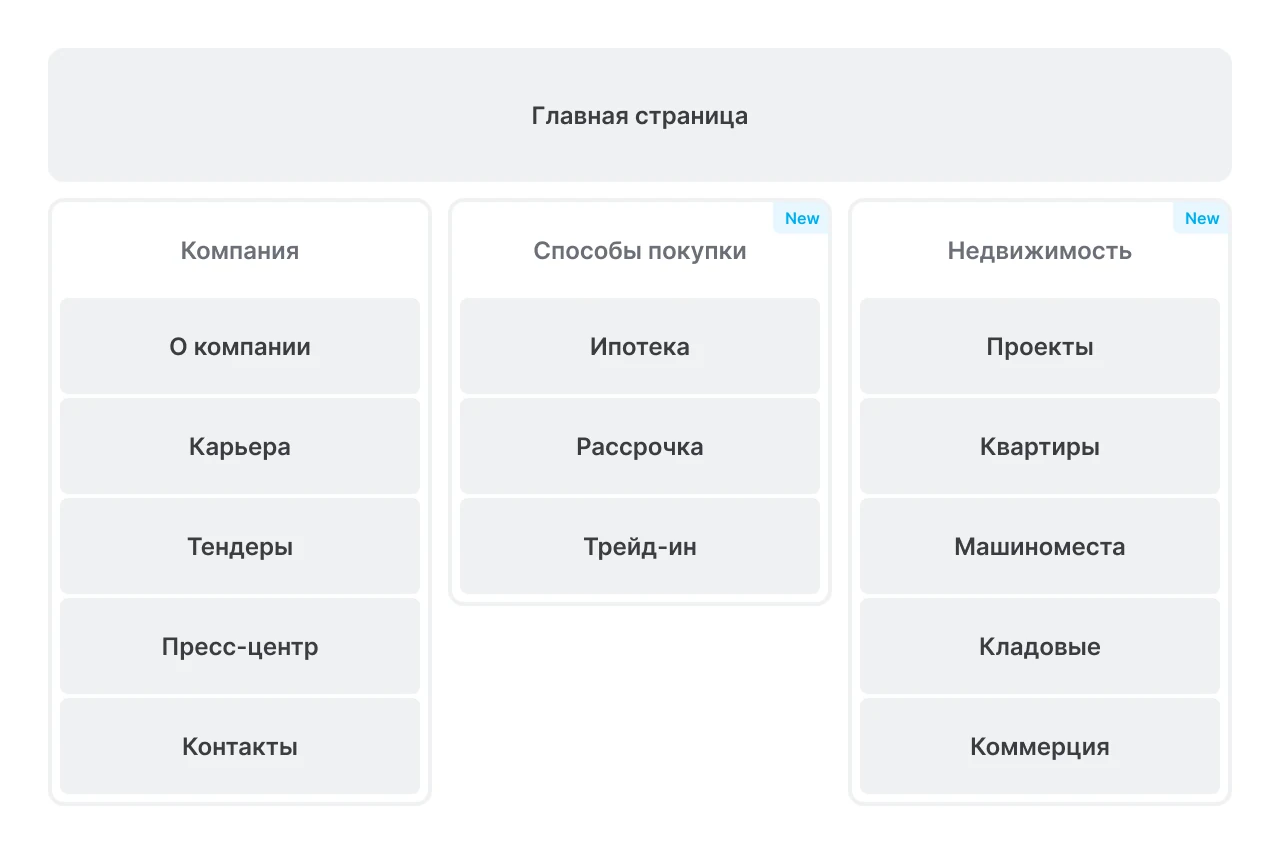 Главная страница
Компания
О компании
Карьера
Тендеры
Пресс-центр
Контакты
New
Способы покупки
Ипотека
Рассрочка
Трейд-ин
New
Недвижимость
Проекты
Квартиры
Машиноместа
Кладовые
Коммерция